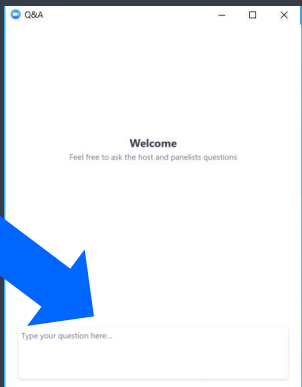 Q&A
Welcome
Feel free to ask the host and panelists questions
Type your question here...